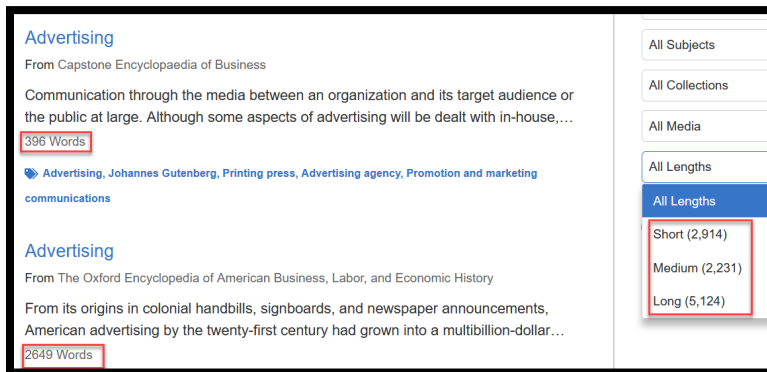 Advertising
From Capstone Encyclopaedia of Business
Communication through the media between an organization and its target audience or
the public at large. Although some aspects of advertising will be dealt with in-house,…
396 Words
Advertising, Johannes Gutenberg, Printing press, Advertising agency, Promotion and marketing
communications
Advertising
From The Oxford Encyclopedia of American Business, Labor, and Economic History
From its origins in colonial handbills, signboards, and newspaper announcements,
American advertising by the twenty-first century had grown into a multibillion-dollar…
2649 Words
All Subjects
All Collections
All Media
All Lengths
All Lengths
Short (2,914)
Medium (2,231)
Long (5,124)